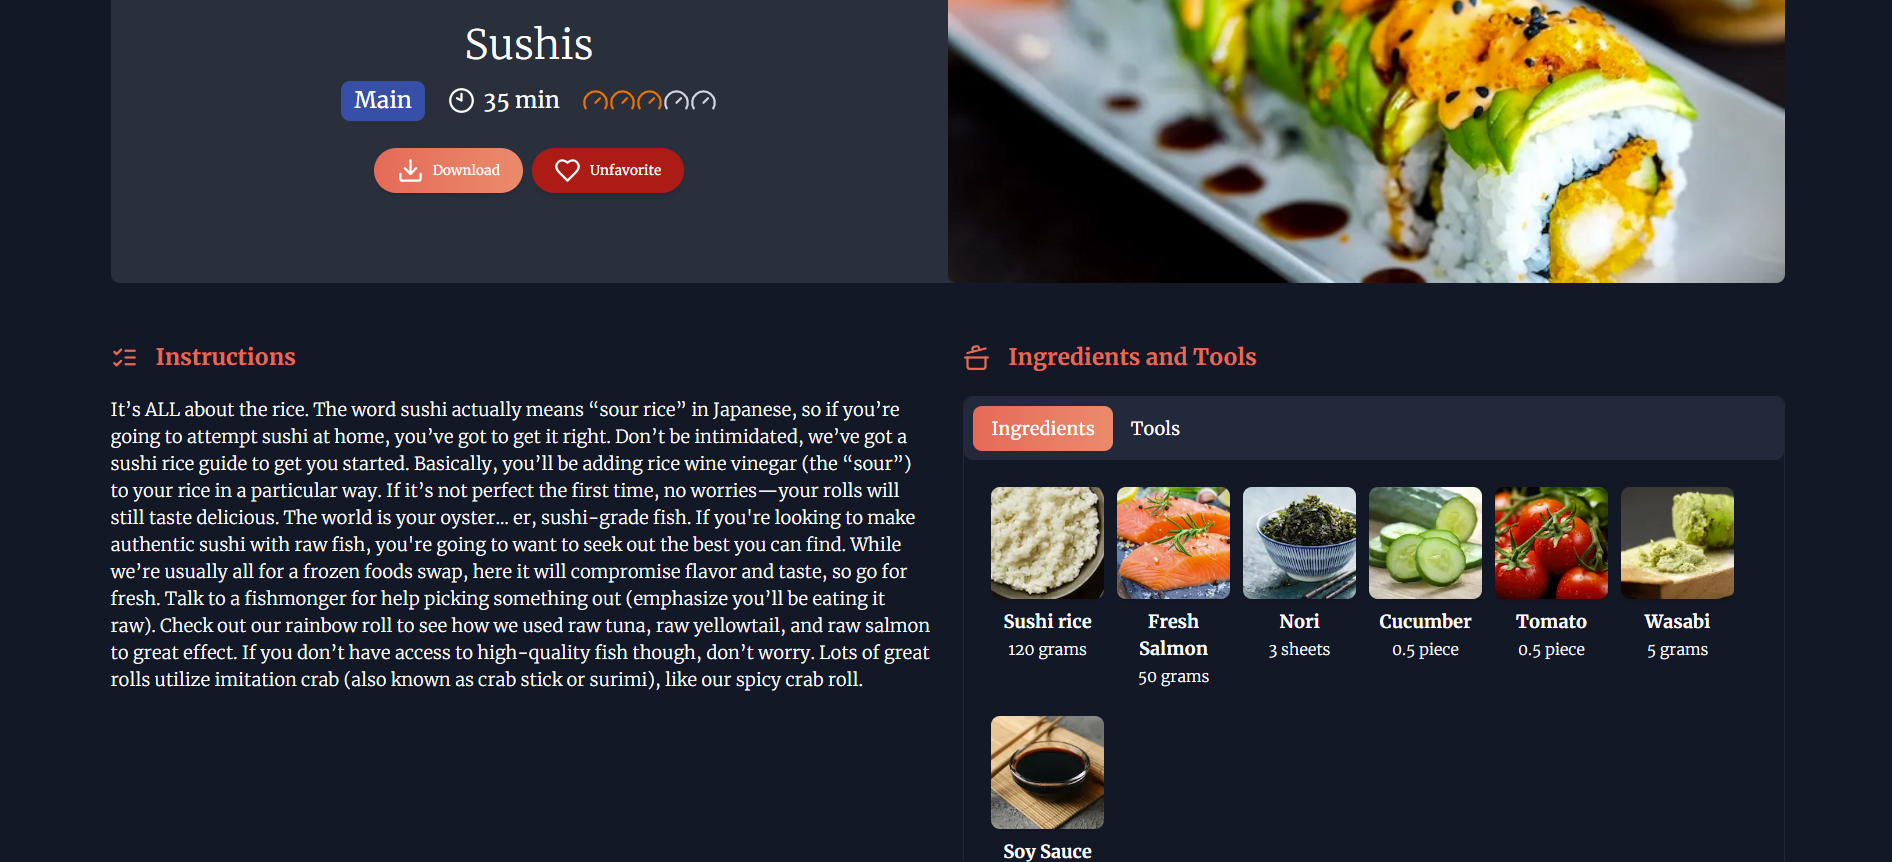 Sushis
Main
35 min
Download
Unfavorite
Instructions
It’s ALL about the rice. The word sushi actually means “sour rice” in Japanese, so if you’re
going to attempt sushi at home, you’ve got to get it right. Don’t be intimidated, we’ve got a
sushi rice guide to get you started. Basically, you’ll be adding rice wine vinegar (the “sour”)
to your rice in a particular way. If it’s not perfect the first time, no worries—your rolls will
still taste delicious. The world is your oyster... er, sushi-grade fish. If you're looking to make
authentic sushi with raw fish, you're going to want to seek out the best you can find. While
we’re usually all for a frozen foods swap, here it will compromise flavor and taste, so go for
fresh. Talk to a fishmonger for help picking something out (emphasize you’ll be eating it
raw). Check out our rainbow roll to see how we used raw tuna, raw yellowtail, and raw salmon
to great effect. If you don’t have access to high-quality fish though, don’t worry. Lots of great
rolls utilize imitation crab (also known as crab stick or surimi), like our spicy crab roll.
Ingredients and Tools
Ingredients
Tools
Sushi rice
120 grams
Fresh
Salmon
50 grams
Nori
3 sheets
Cucumber
0.5 piece
Tomato
0.5 piece
Wasabi
5 grams
Soy Sauce